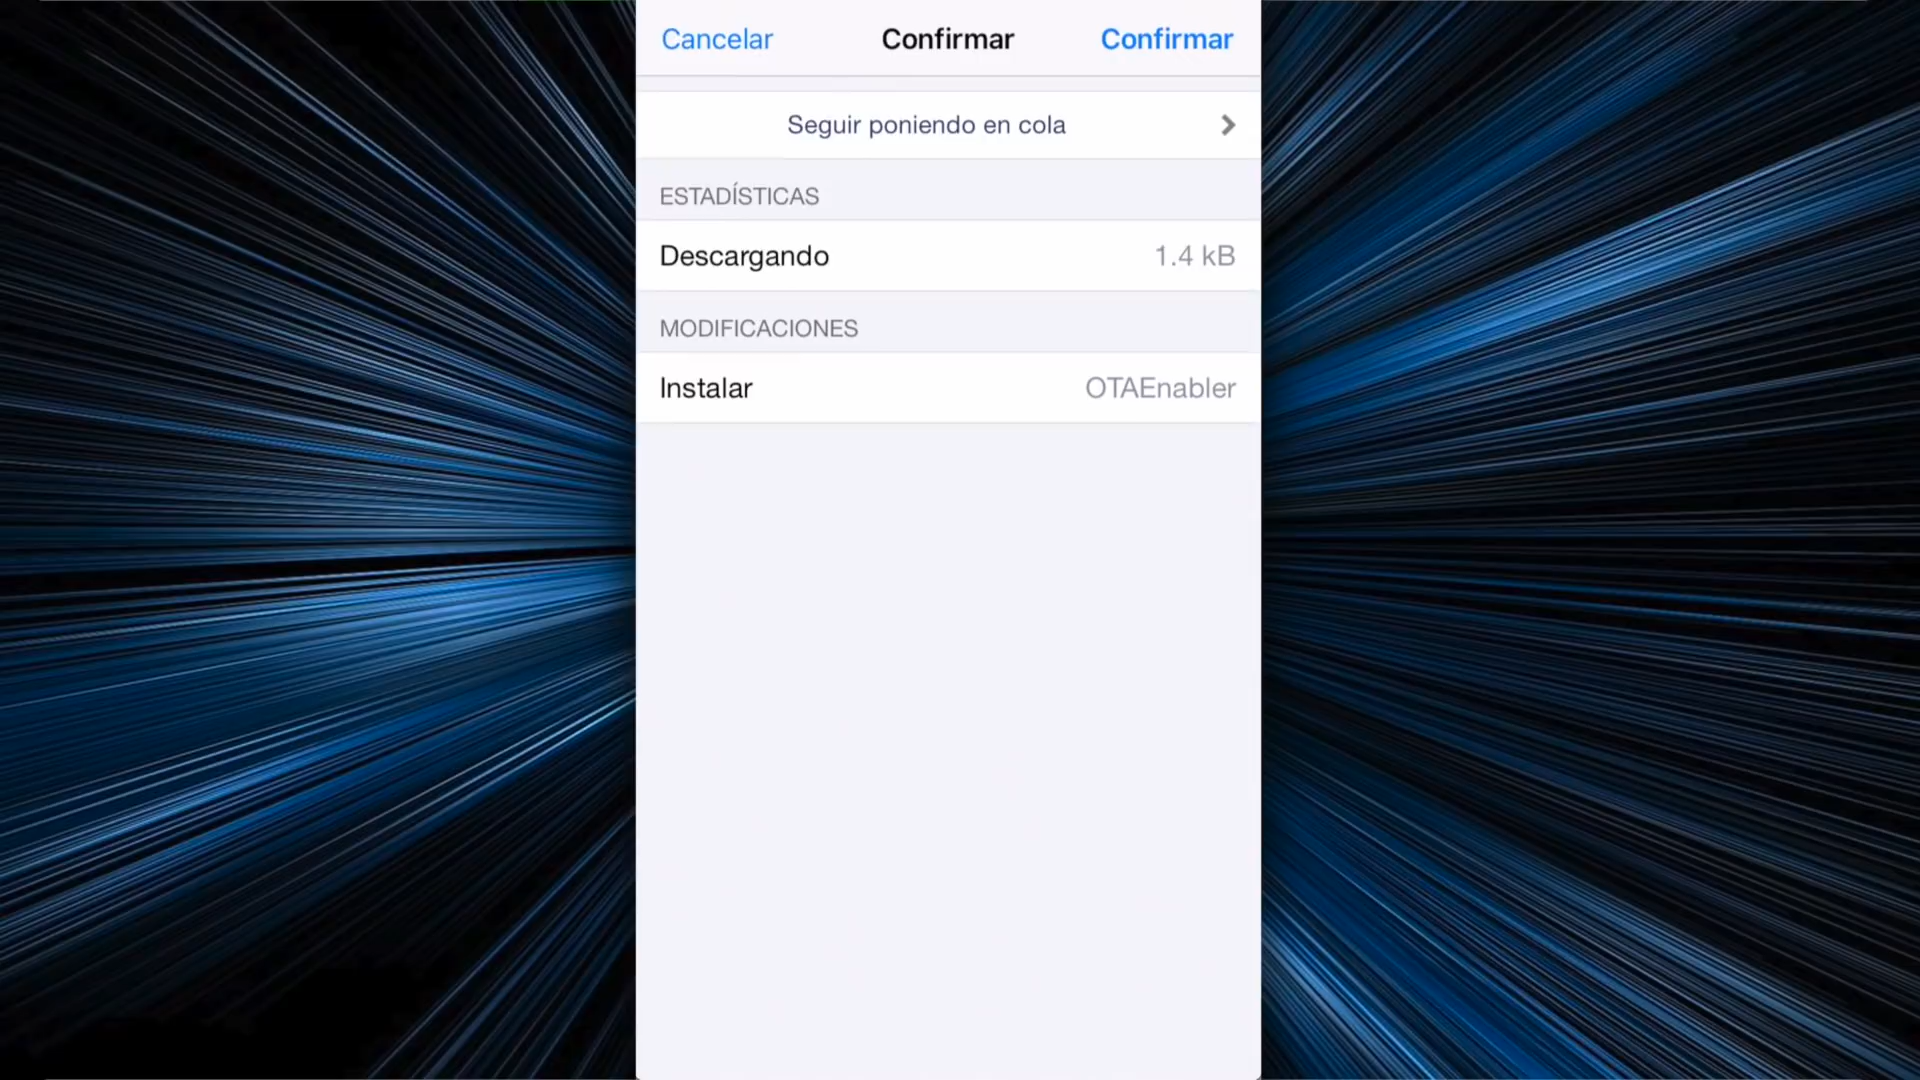 Cancelar Confirmar Confirmar
Seguir poniendo en cola
ESTADÍSTICAS
Descargando 1.4 kB
MODIFICACIONES
Instalar OTAEnabler